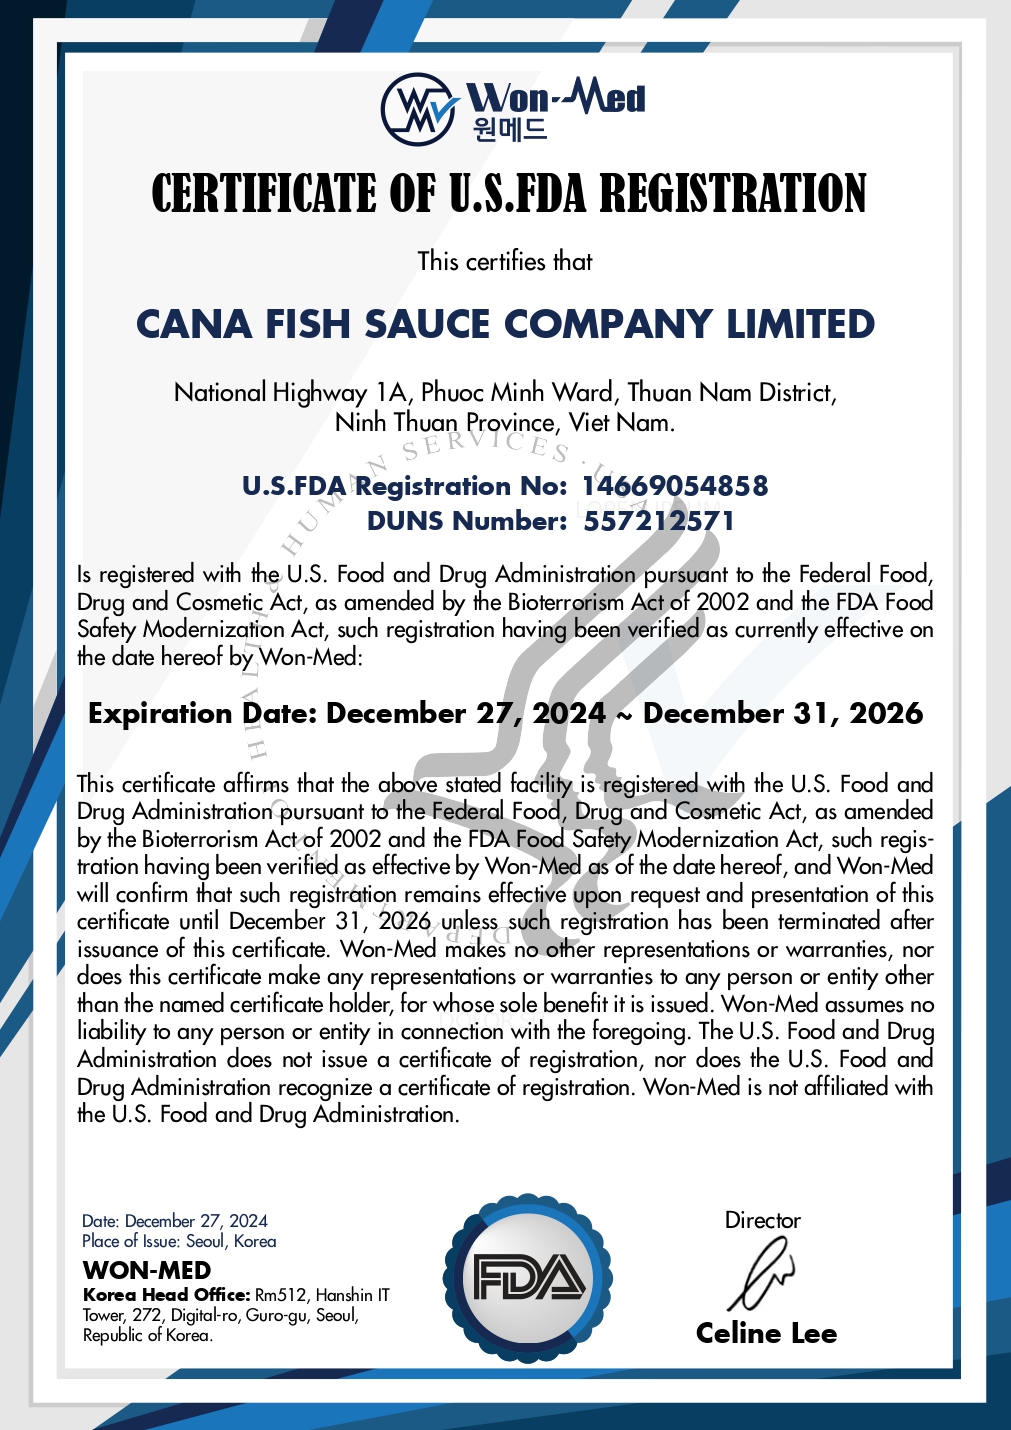 Won-Med
원메드
CERTIFICATE OF U.S.FDA REGISTRATION
This certifies that
CANA FISH SAUCE COMPANY LIMITED
National Highway 1A, Phuoc Minh Ward, Thuan Nam District,
Ninh Thuan Province, Viet Nam.
U.S.FDA Registration No: 14669054858
DUNS Number: 557212571
Is registered with the U.S. Food and Drug Administration pursuant to the Federal Food,
Drug and Cosmetic Act, as amended by the Bioterrorism Act of 2002 and the FDA Food
Safety Modernization Act, such registration having been verified as currently effective on
the date hereof by Won-Med:
Expiration Date: December 27, 2024 ~ December 31, 2026
This certificate affirms that the above stated facility is registered with the U.S. Food and
Drug Administration pursuant to the Federal Food, Drug and Cosmetic Act, as amended
by the Bioterrorism Act of 2002 and the FDA Food Safety Modernization Act, such regis-
tration having been verified as effective by Won-Med as of the date hereof, and Won-Med
will confirm that such registration remains effective upon request and presentation of this
certificate until December 31, 2026 unless such registration has been terminated after
issuance of this certificate. Won-Med makes no other representations or warranties, nor
does this certificate make any representations or warranties to any person or entity other
than the named certificate holder, for whose sole benefit it is issued. Won-Med assumes no
liability to any person or entity in connection with the foregoing. The U.S. Food and Drug
Administration does not issue a certificate of registration, nor does the U.S. Food and
Drug Administration recognize a certificate of registration. Won-Med is not affiliated with
the U.S. Food and Drug Administration.
DEPARTMENT OF HEALTH & HUMAN SERVICES · USA
Date: December 27, 2024
Place of Issue: Seoul, Korea
WON-MED
Korea Head Office: Rm512, Hanshin IT
Tower, 272, Digital-ro, Guro-gu, Seoul,
Republic of Korea.
FDA
Director
Celine Lee